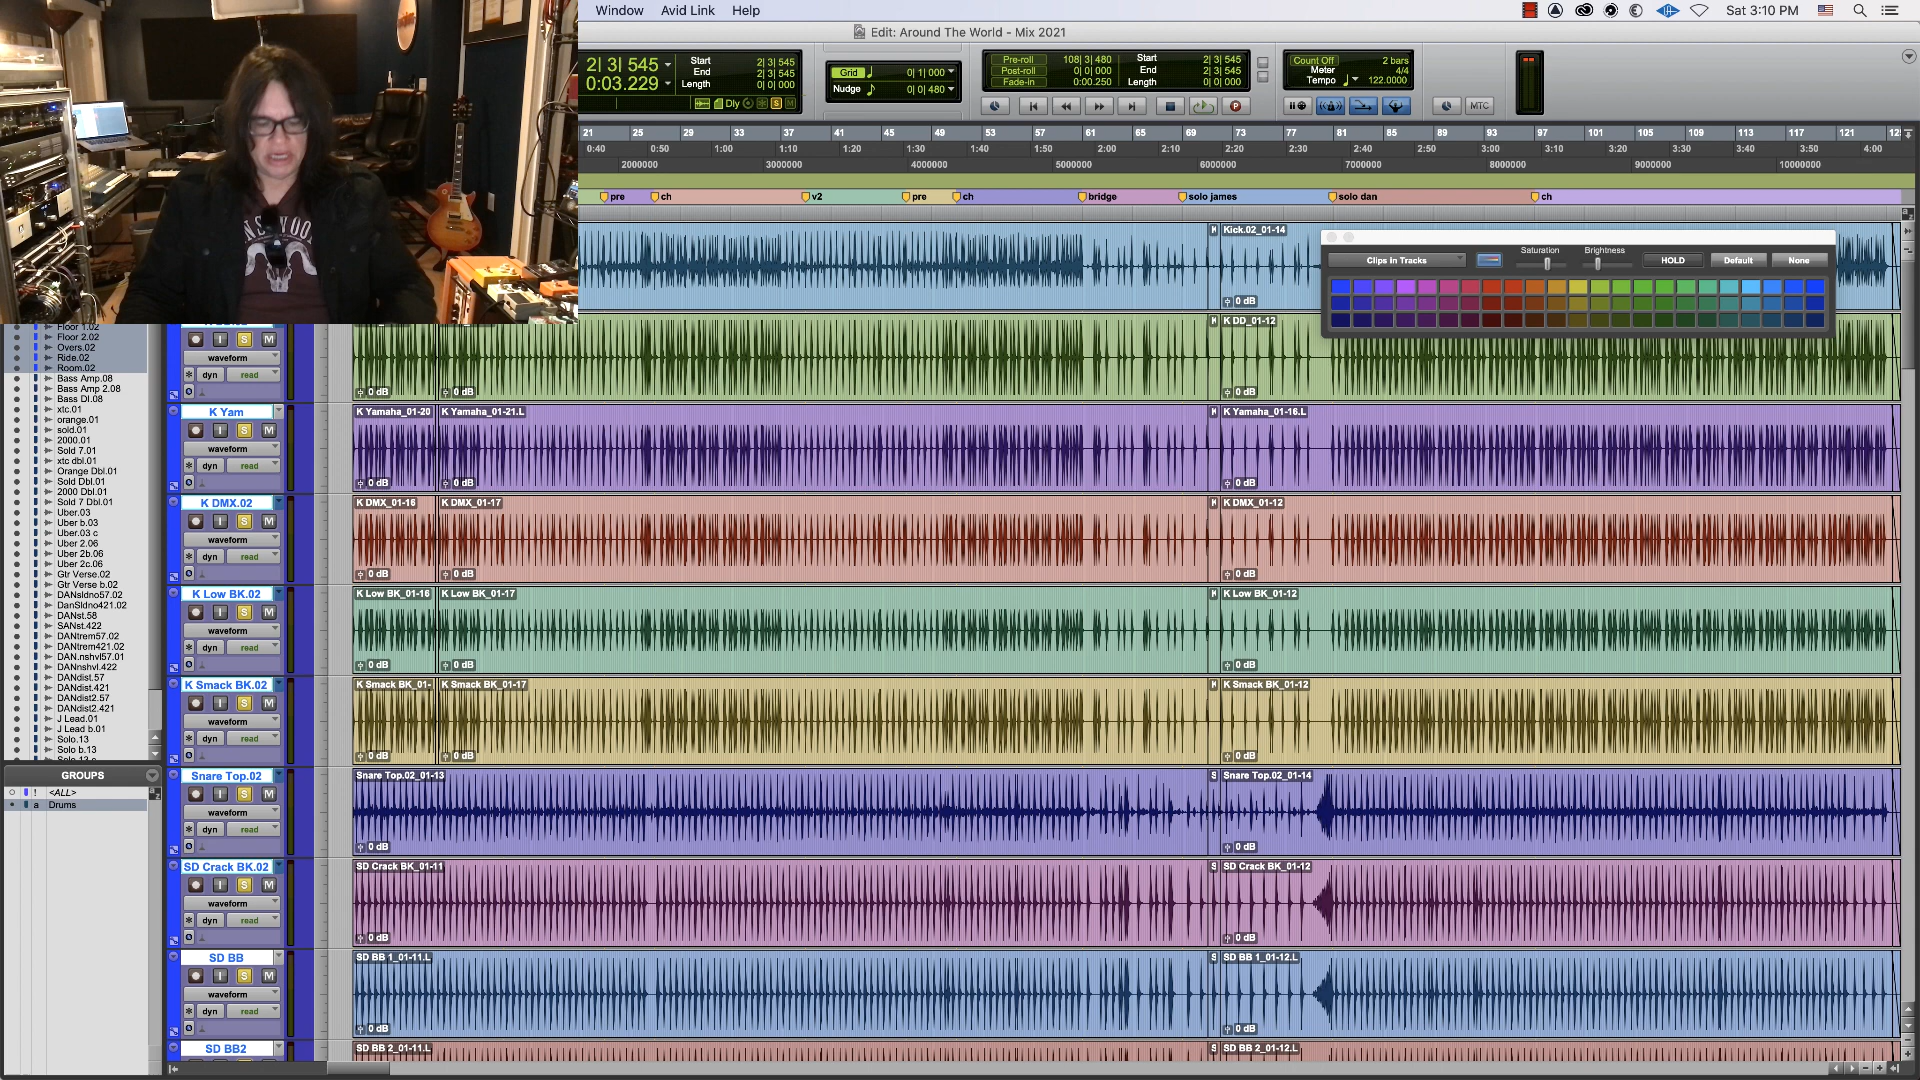 Window Avid Link Help
Sat 3:10 PM
Edit: Around The World - Mix 2021
2| 3| 545
0:03.229
Start 2| 3| 545
End 2| 3| 545
Length 0| 0| 000
Dly
S
M
Grid 0| 1| 000
Nudge 0| 0| 480
Pre-roll 108| 3| 480
Post-roll 0| 0| 000
Fade-in 0:00.250
Start 2| 3| 545
End 2| 3| 545
Length 0| 0| 000
Count Off 2 bars
Meter 4/4
Tempo 122.0000
MTC
21 25 29 33 37 41 45 49 53 57 61 65 69 73 77 81 85 89 93 97 101 105 109 113 117 121
0:40 0:50 1:00 1:10 1:20 1:30 1:40 1:50 2:00 2:10 2:20 2:30 2:40 2:50 3:00 3:10 3:20 3:30 3:40 3:50 4:00
2000000 3000000 4000000 5000000 6000000 7000000 8000000 9000000 10000000
pre ch v2 pre ch bridge solo james solo dan ch
Kick.02_01-14
0 dB
Clips in Tracks
Saturation
Brightness
HOLD
Default
None
Floor 1.02
Floor 2.02
Overs.02
Ride.02
Room.02
Bass Amp.08
Bass Amp 2.08
Bass DI.08
xtc.01
orange.01
sold.01
2000.01
Sold 7.01
xtc dbl.01
Orange Dbl.01
Sold Dbl.01
2000 Dbl.01
Sold 7 Dbl.01
Uber.03
Uber b.03
Uber.03 c
Uber 2.06
Uber 2b.06
Uber 2c.06
Gtr Verse.02
Gtr Verse b.02
DANsldno57.02
DanSldno421.02
DANst.58
SANst.422
DANtrem57.02
DANtrem421.02
DAN.nshvl57.01
DANnshvl.422
DANdist.57
DANdist.421
DANdist2.57
DANdist2.421
J Lead.01
J Lead b.01
Solo.13
Solo b.13
GROUPS
! <ALL>
a Drums
I S M
waveform
dyn read
K DD_01-12
0 dB 0 dB 0 dB
K Yam
I S M
waveform
dyn read
K Yamaha_01-20 K Yamaha_01-21.L K Yamaha_01-16.L
0 dB 0 dB 0 dB
K DMX.02
I S M
waveform
dyn read
K DMX_01-16 K DMX_01-17 K DMX_01-12
0 dB 0 dB 0 dB
K Low BK.02
I S M
waveform
dyn read
K Low BK_01-16 K Low BK_01-17 K Low BK_01-12
0 dB 0 dB 0 dB
K Smack BK.02
I S M
waveform
dyn read
K Smack BK_01- K Smack BK_01-17 K Smack BK_01-12
0 dB 0 dB 0 dB
Snare Top.02
I S M
waveform
dyn read
Snare Top.02_01-13 Snare Top.02_01-14
0 dB 0 dB
SD Crack BK.02
I S M
waveform
dyn read
SD Crack BK_01-11 SD Crack BK_01-12
0 dB 0 dB
SD BB
I S M
waveform
dyn read
SD BB 1_01-11.L SD BB 1_01-12.L
0 dB 0 dB
SD BB2
SD BB 2_01-11.L SD BB 2_01-12.L